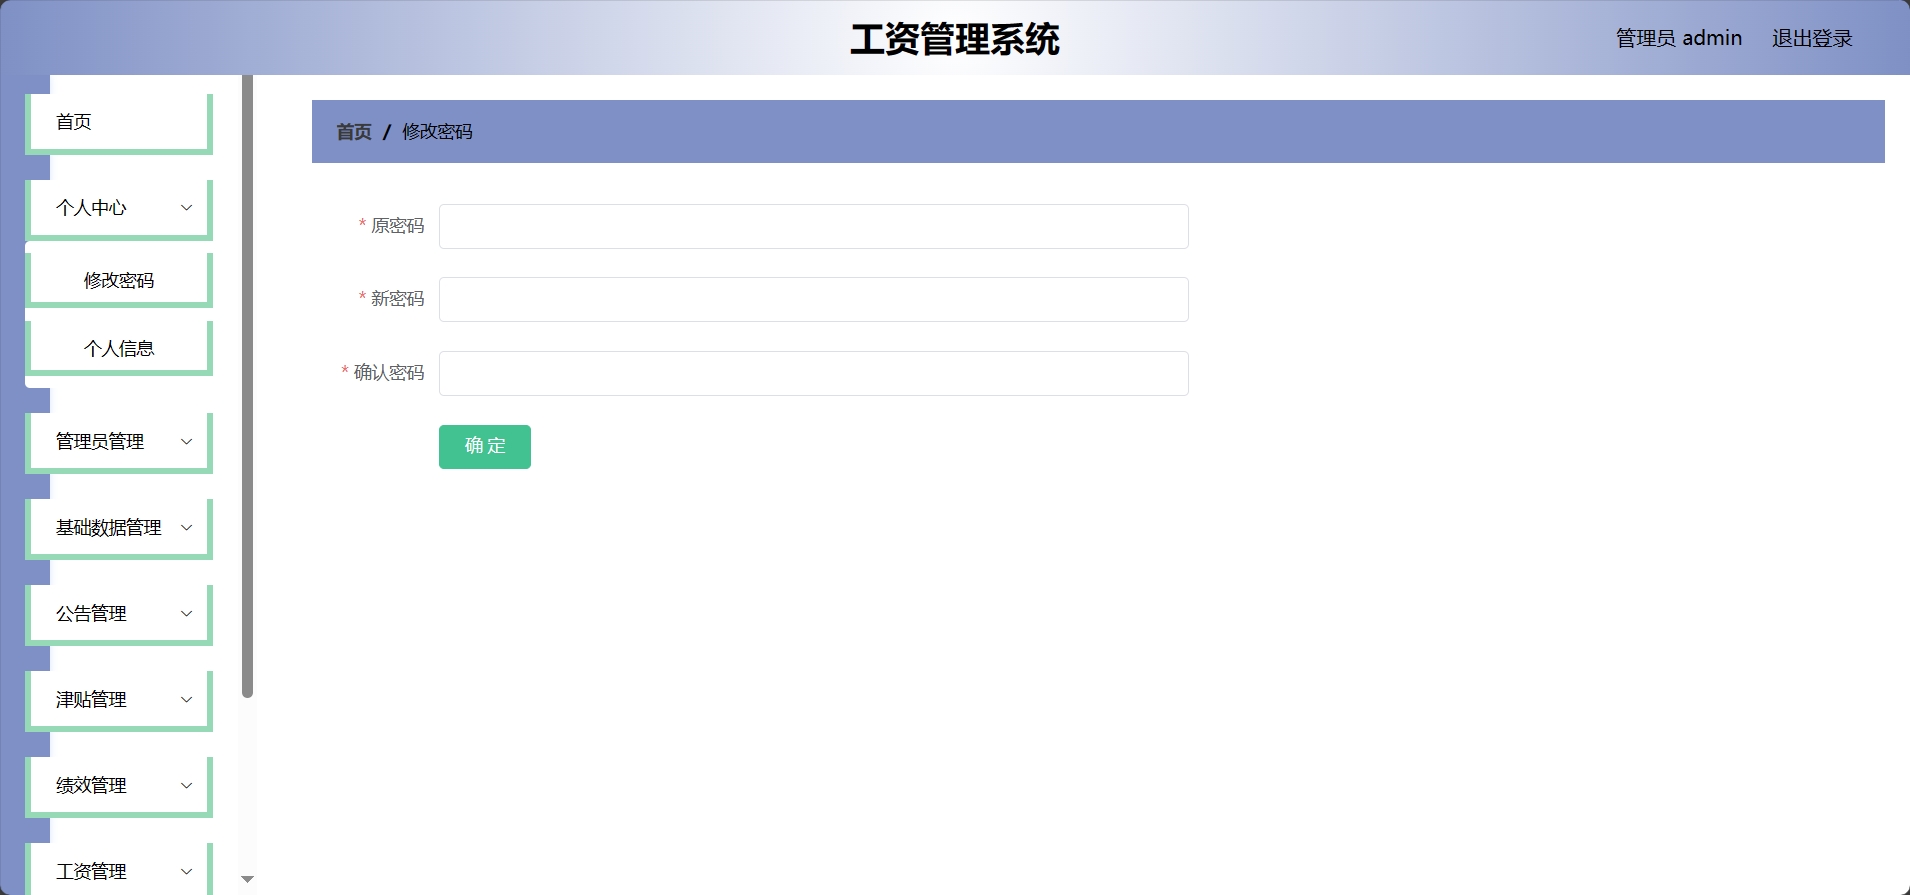 工资管理系统
管理员 admin 退出登录
首页
个人中心
修改密码
个人信息
管理员管理
基础数据管理
公告管理
津贴管理
绩效管理
工资管理
首页 / 修改密码
* 原密码
* 新密码
* 确认密码
确定